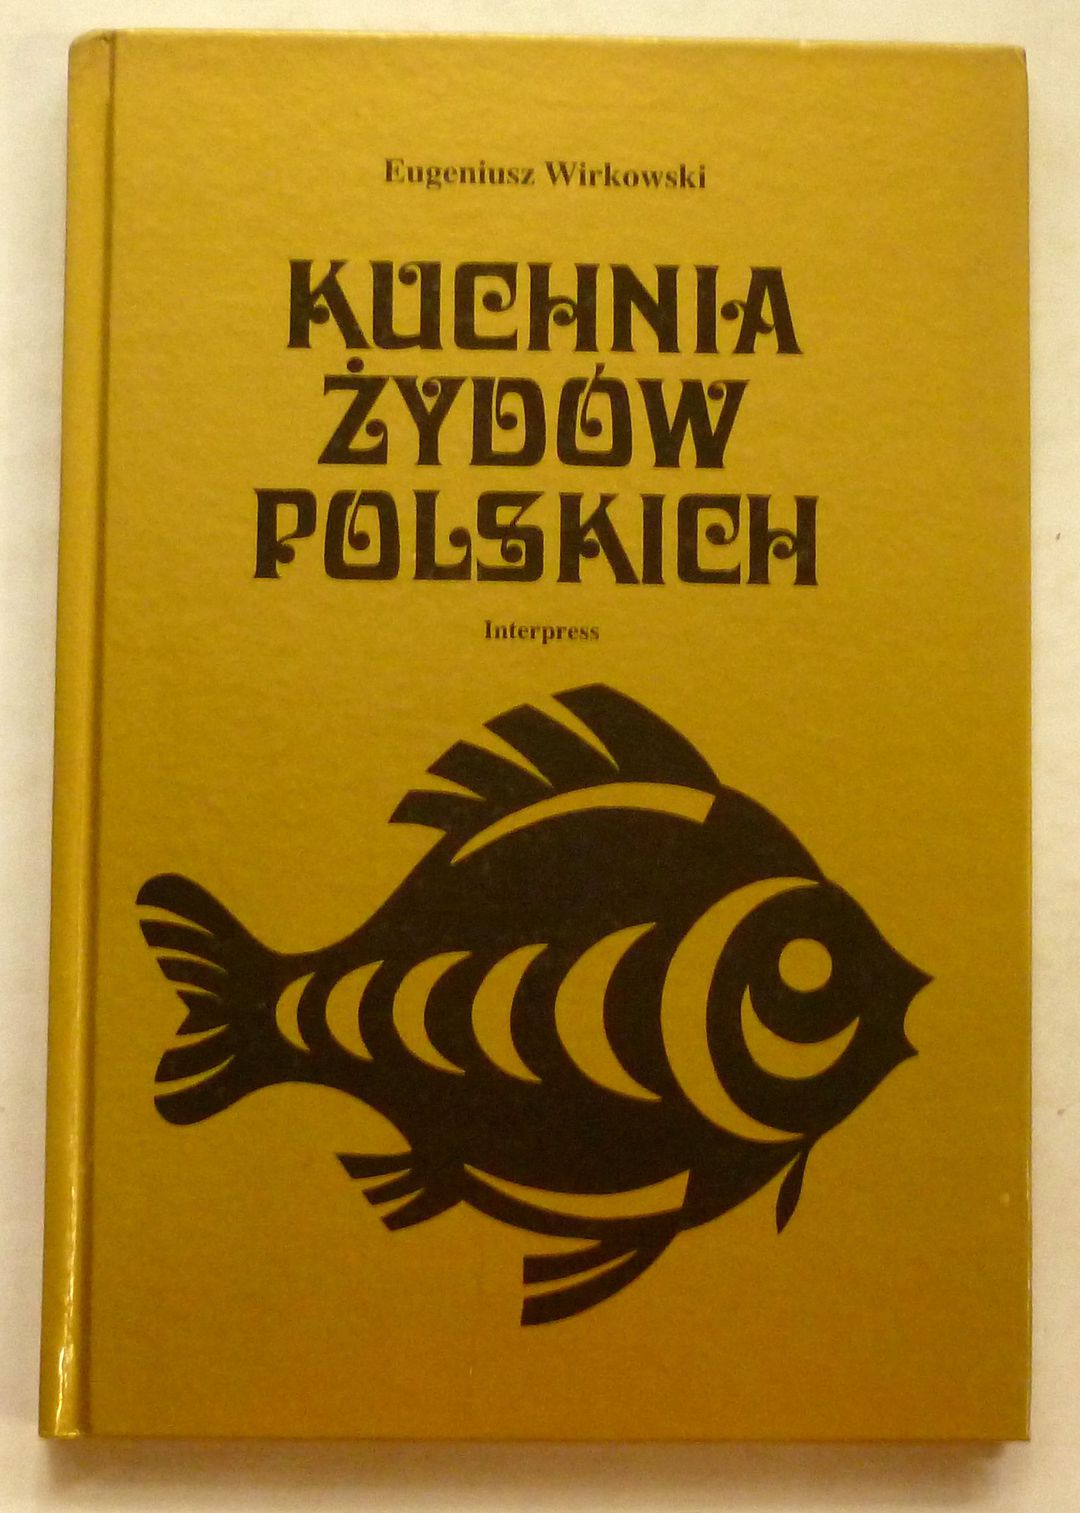 Eugeniusz Wirkowski
KUCHNIA
ŻYDÓW
POLSKICH
Interpress